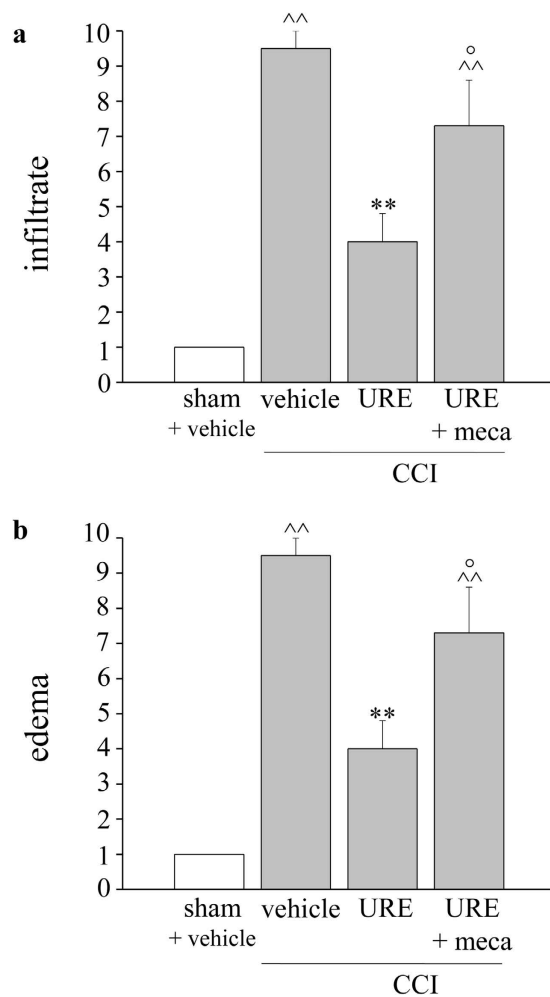 a
infiltrate
10
9
8
7
6
5
4
3
2
1
0
^^
**
°
^^
sham
+ vehicle
vehicle
URE
URE
+ meca
CCI
b
edema
10
9
8
7
6
5
4
3
2
1
0
^^
**
°
^^
sham
+ vehicle
vehicle
URE
URE
+ meca
CCI